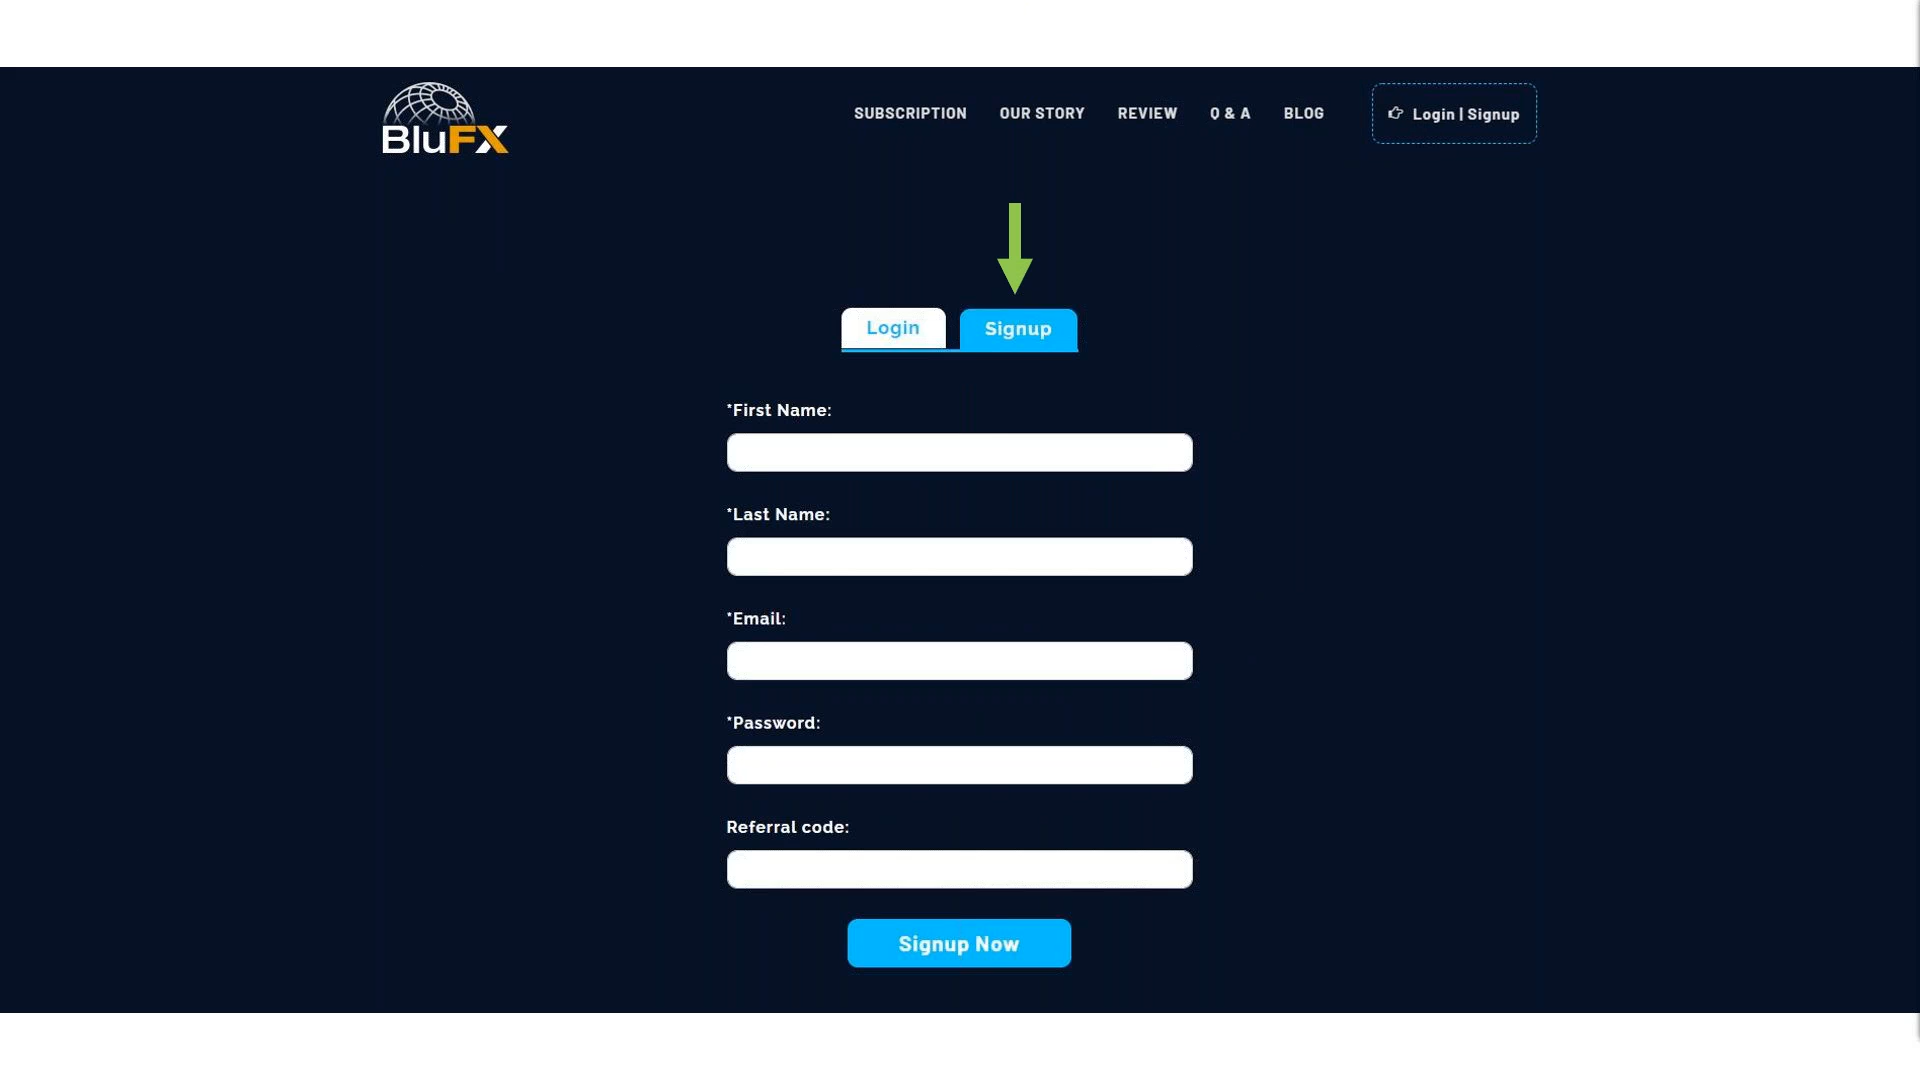 BluFX
SUBSCRIPTION OUR STORY REVIEW Q & A BLOG Login | Signup
Login Signup
*First Name:
*Last Name:
*Email:
*Password:
Referral code:
Signup Now